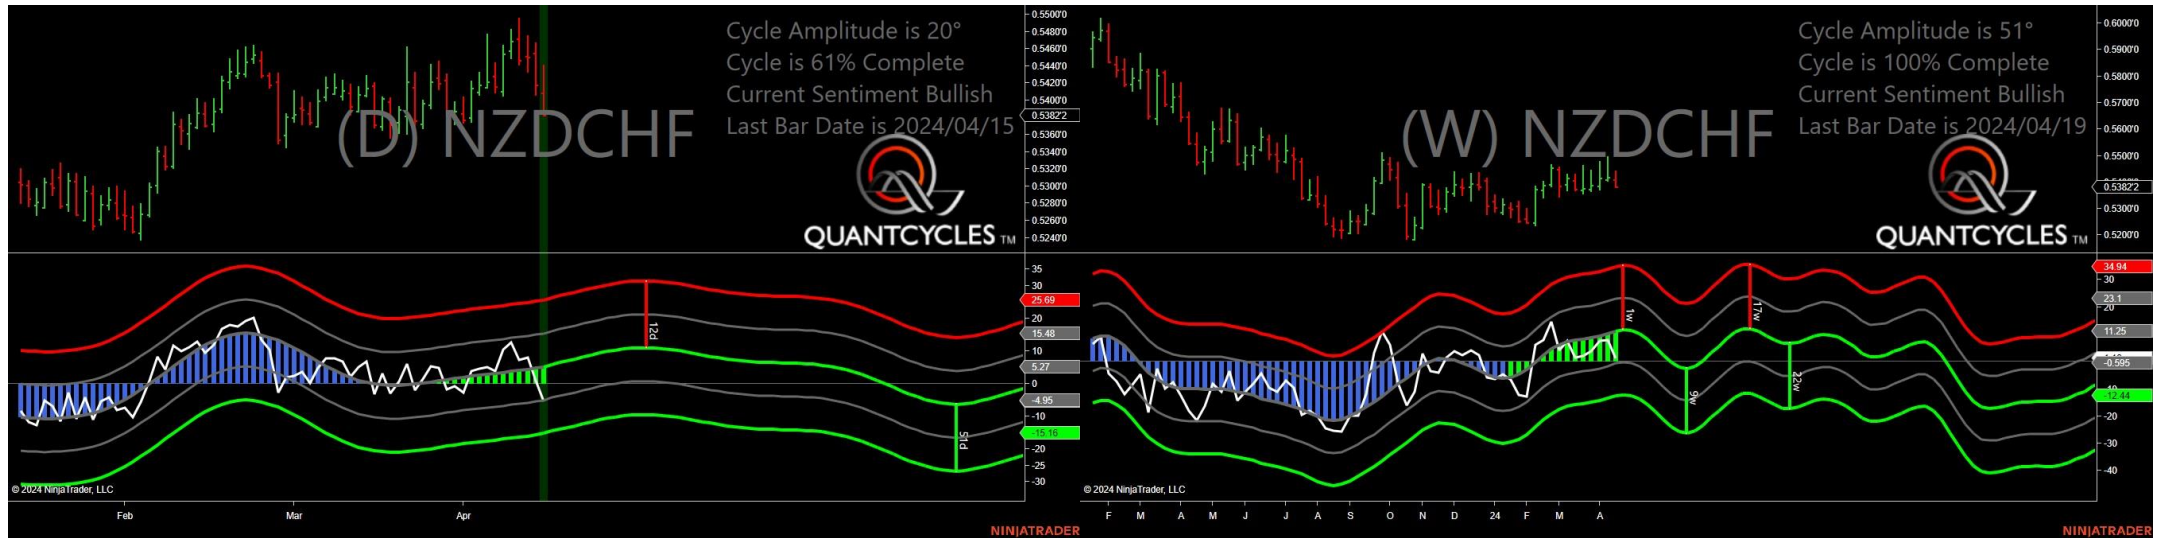 Cycle Amplitude is 20°
Cycle is 61% Complete
Current Sentiment Bullish
Last Bar Date is 2024/04/15
(D) NZDCHF
QUANTCYCLES TM
0.5500'0
0.5480'0
0.5460'0
0.5440'0
0.5420'0
0.5400'0
0.5382'2
0.5360'0
0.5340'0
0.5320'0
0.5300'0
0.5280'0
0.5260'0
0.5240'0
35
30
25.69
20
15.48
10
5.27
0
-4.95
-10
-15.16
-20
-25
-30
12d
51d
© 2024 NinjaTrader, LLC
Feb
Mar
Apr
NINJATRADER
Cycle Amplitude is 51°
Cycle is 100% Complete
Current Sentiment Bullish
Last Bar Date is 2024/04/19
(W) NZDCHF
QUANTCYCLES TM
0.6000'0
0.5900'0
0.5800'0
0.5700'0
0.5600'0
0.5500'0
0.5382'2
0.5300'0
0.5200'0
34.94
30
23.1
20
11.25
-0.595
-12.44
-20
-30
-40
1w
17w
9w
22w
© 2024 NinjaTrader, LLC
F
M
A
M
J
J
A
S
O
N
D
24
F
M
A
NINJATRADER